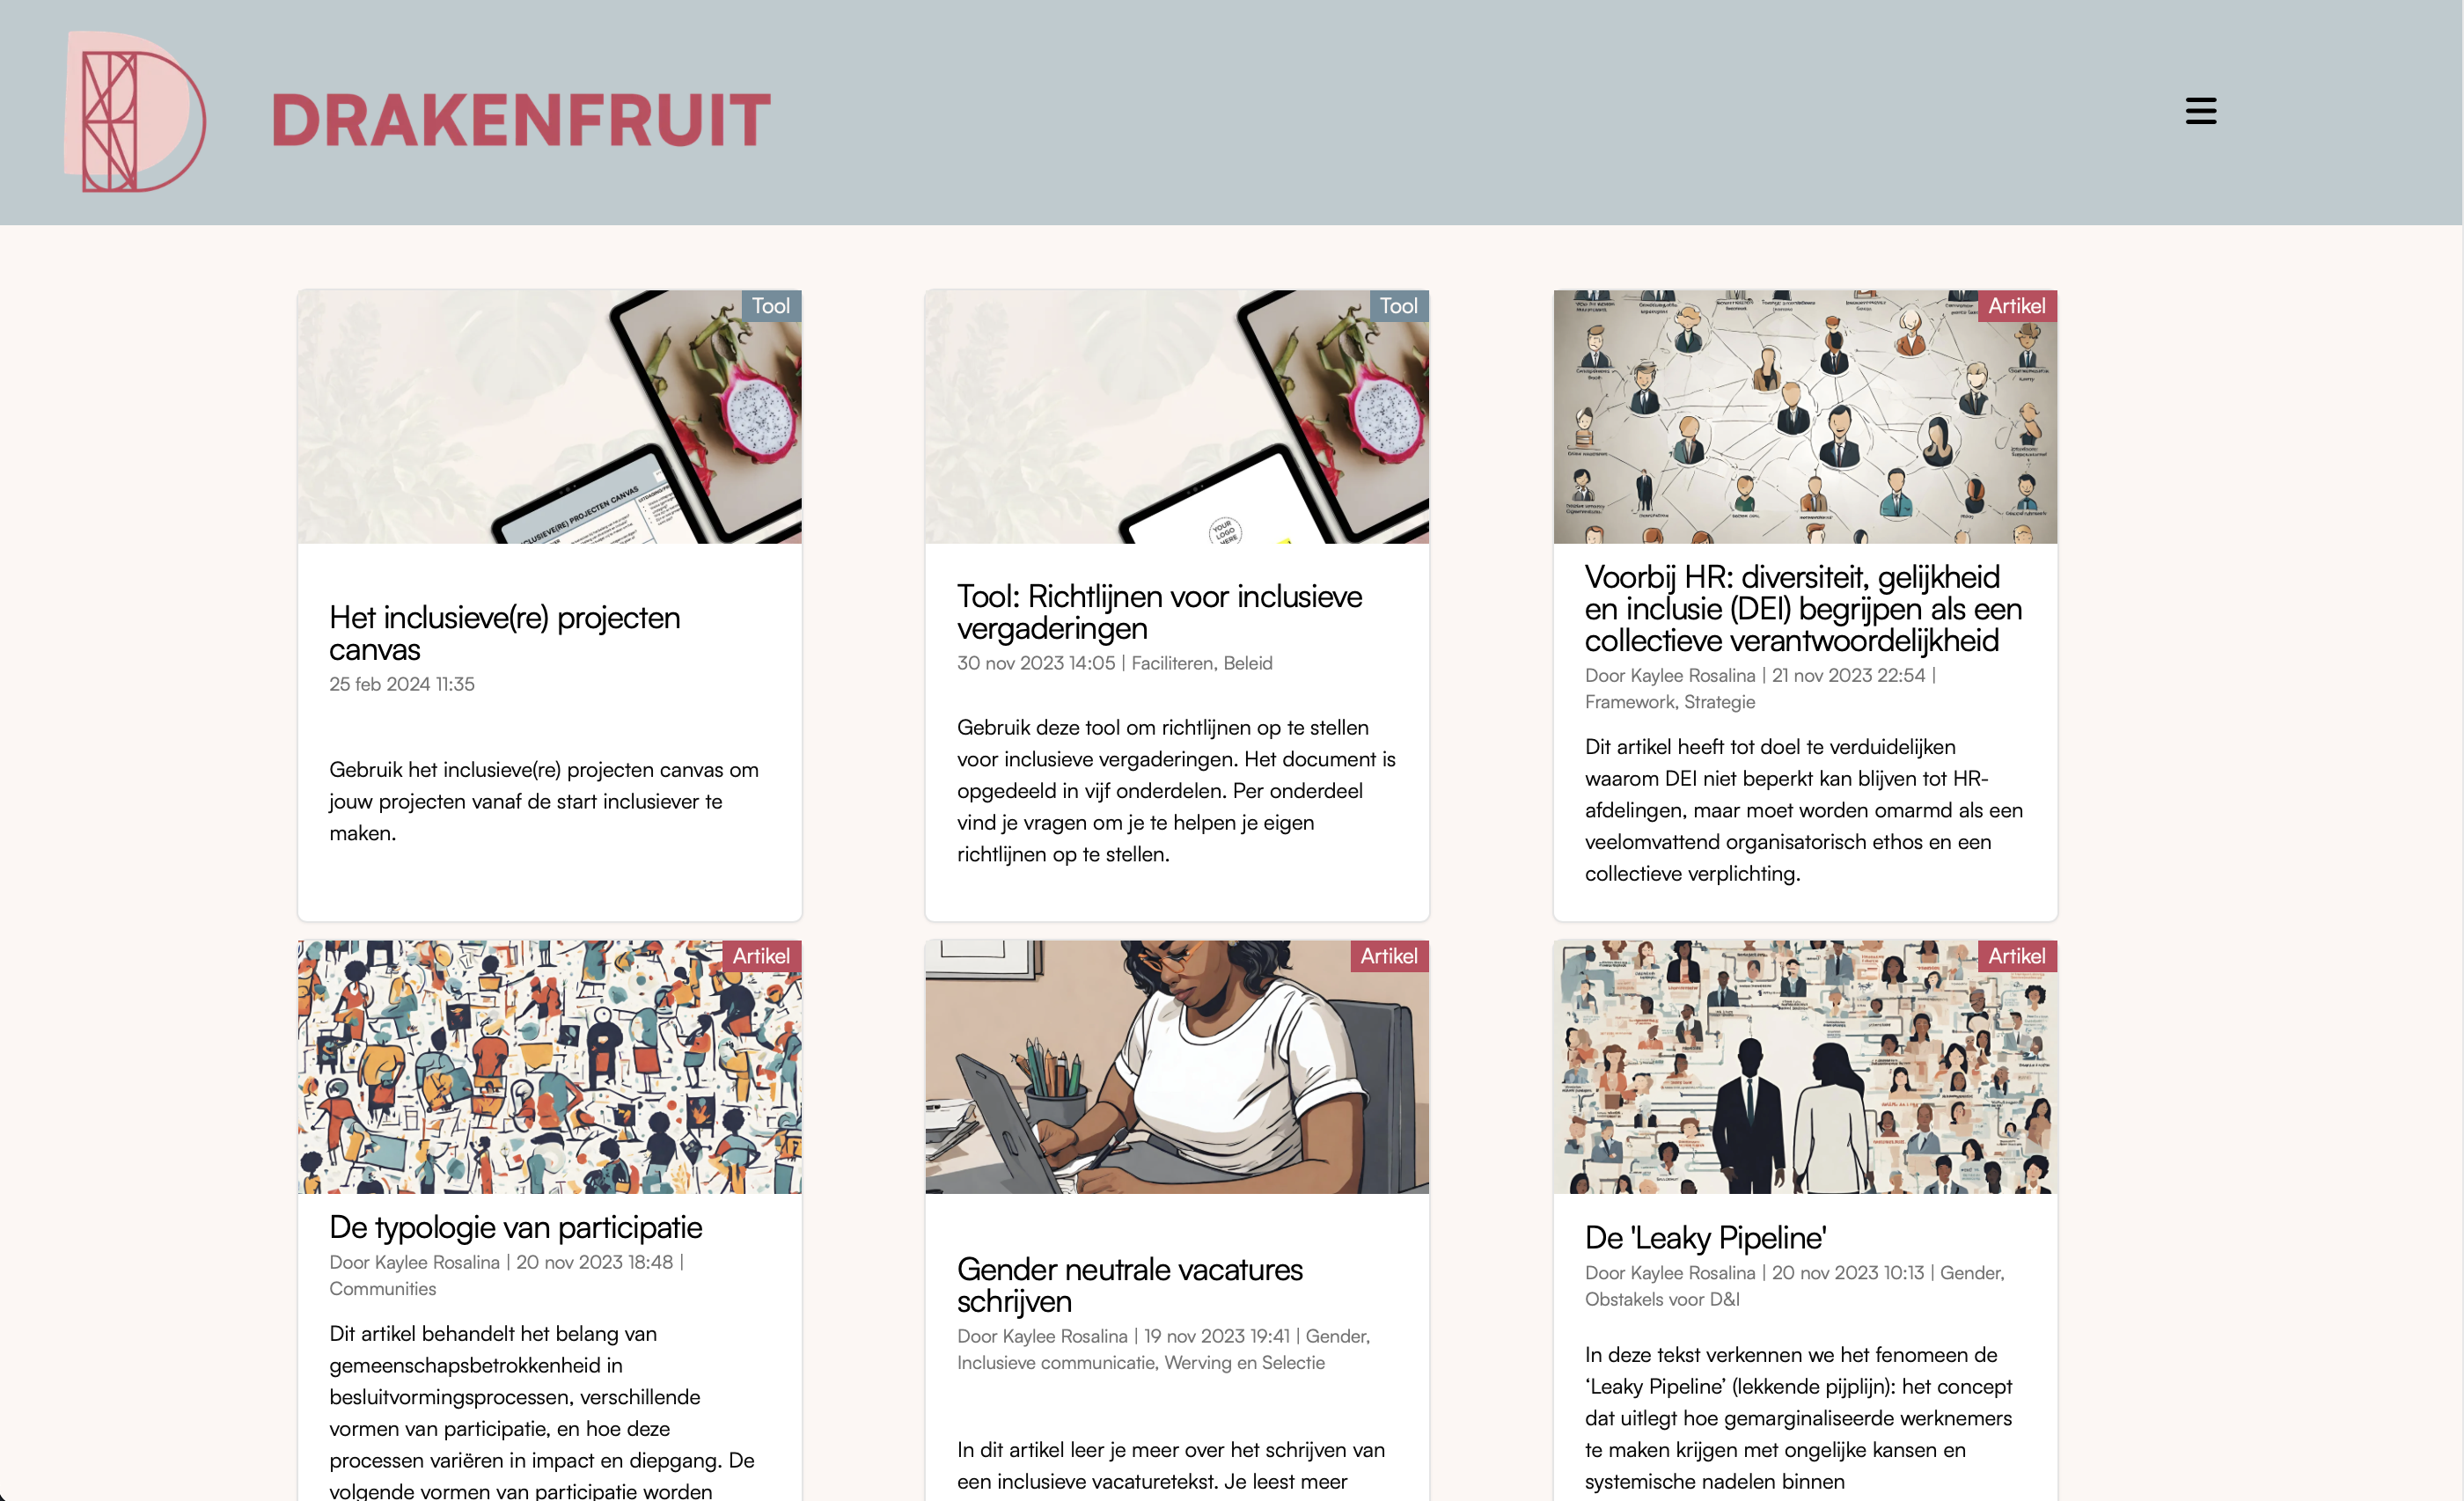 DRAKENFRUIT
Tool
INCLUSIEVE(RE) PROJECTEN CANVAS
Het inclusieve(re) projecten
canvas
25 feb 2024 11:35
Gebruik het inclusieve(re) projecten canvas om
jouw projecten vanaf de start inclusiever te
maken.
Tool
YOUR
LOGO
HERE
Tool: Richtlijnen voor inclusieve
vergaderingen
30 nov 2023 14:05 | Faciliteren, Beleid
Gebruik deze tool om richtlijnen op te stellen
voor inclusieve vergaderingen. Het document is
opgedeeld in vijf onderdelen. Per onderdeel
vind je vragen om je te helpen je eigen
richtlijnen op te stellen.
Artikel
Voorbij HR: diversiteit, gelijkheid
en inclusie (DEI) begrijpen als een
collectieve verantwoordelijkheid
Door Kaylee Rosalina | 21 nov 2023 22:54 |
Framework, Strategie
Dit artikel heeft tot doel te verduidelijken
waarom DEI niet beperkt kan blijven tot HR-
afdelingen, maar moet worden omarmd als een
veelomvattend organisatorisch ethos en een
collectieve verplichting.
Artikel
De typologie van participatie
Door Kaylee Rosalina | 20 nov 2023 18:48 |
Communities
Dit artikel behandelt het belang van
gemeenschapsbetrokkenheid in
besluitvormingsprocessen, verschillende
vormen van participatie, en hoe deze
processen variëren in impact en diepgang. De
volgende vormen van participatie worden
Artikel
Gender neutrale vacatures
schrijven
Door Kaylee Rosalina | 19 nov 2023 19:41 | Gender,
Inclusieve communicatie, Werving en Selectie
In dit artikel leer je meer over het schrijven van
een inclusieve vacaturetekst. Je leest meer
Artikel
De 'Leaky Pipeline'
Door Kaylee Rosalina | 20 nov 2023 10:13 | Gender,
Obstakels voor D&I
In deze tekst verkennen we het fenomeen de
‘Leaky Pipeline’ (lekkende pijplijn): het concept
dat uitlegt hoe gemarginaliseerde werknemers
te maken krijgen met ongelijke kansen en
systemische nadelen binnen